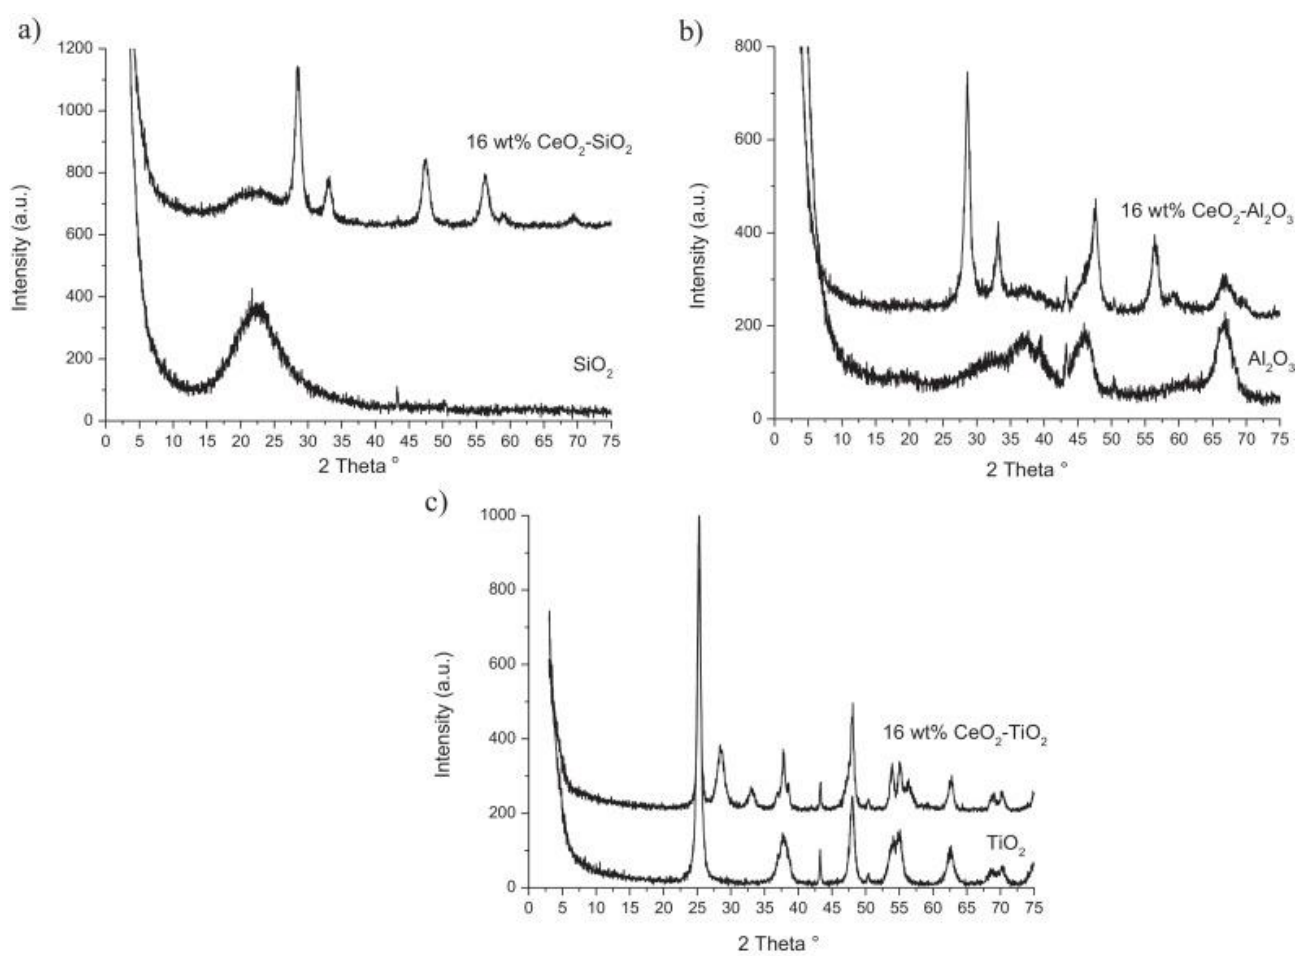 a)
1200
1000
800
600
400
200
0
Intensity (a.u.)
16 wt% CeO₂-SiO₂
SiO₂
0 5 10 15 20 25 30 35 40 45 50 55 60 65 70 75
2 Theta °
b)
800
600
400
200
0
Intensity (a.u.)
16 wt% CeO₂-Al₂O₃
Al₂O₃
0 5 10 15 20 25 30 35 40 45 50 55 60 65 70 75
2 Theta °
c)
1000
800
600
400
200
0
Intensity (a.u.)
16 wt% CeO₂-TiO₂
TiO₂
0 5 10 15 20 25 30 35 40 45 50 55 60 65 70 75
2 Theta °